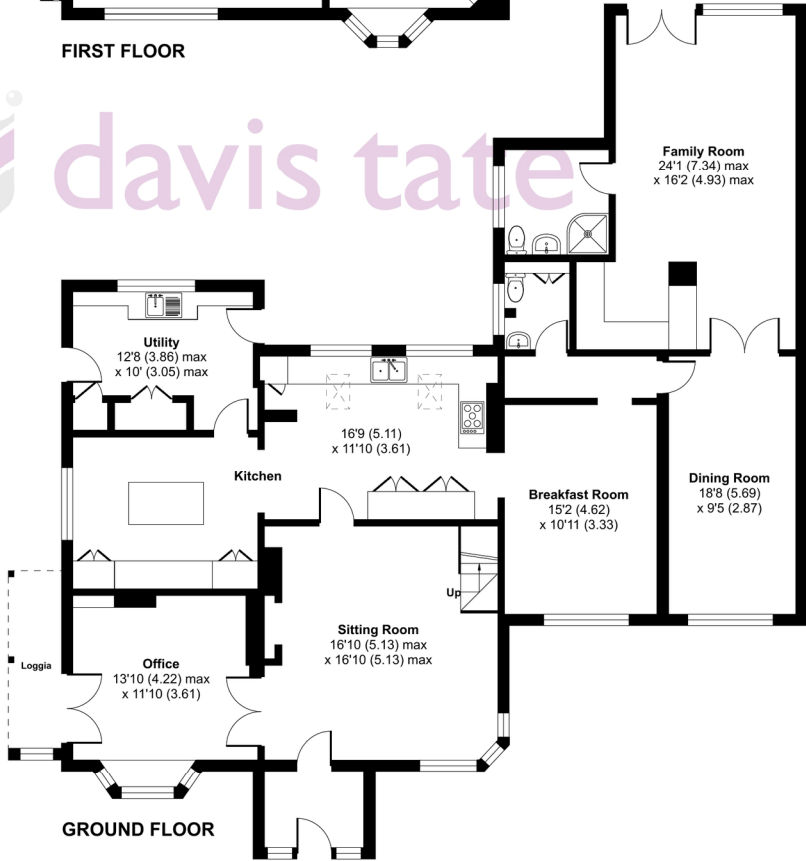 FIRST FLOOR
davis tate
Family Room
24'1 (7.34) max
x 16'2 (4.93) max
Utility
12'8 (3.86) max
x 10' (3.05) max
16'9 (5.11)
x 11'10 (3.61)
Kitchen
Breakfast Room
15'2 (4.62)
x 10'11 (3.33)
Dining Room
18'8 (5.69)
x 9'5 (2.87)
Up
Sitting Room
16'10 (5.13) max
x 16'10 (5.13) max
Loggia
Office
13'10 (4.22) max
x 11'10 (3.61)
GROUND FLOOR